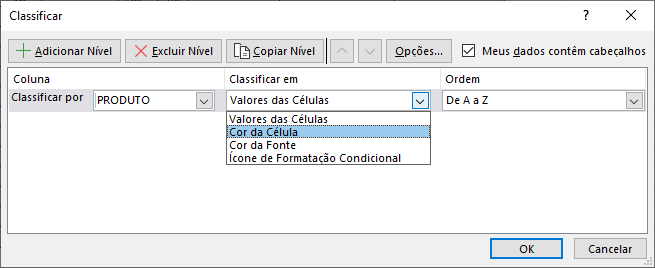 Classificar
?
Adicionar Nível Excluir Nível Copiar Nível Opções... Meus dados contêm cabeçalhos
Coluna Classificar em Ordem
Classificar por PRODUTO Valores das Células De A a Z
Valores das Células
Cor da Célula
Cor da Fonte
Ícone de Formatação Condicional
OK Cancelar